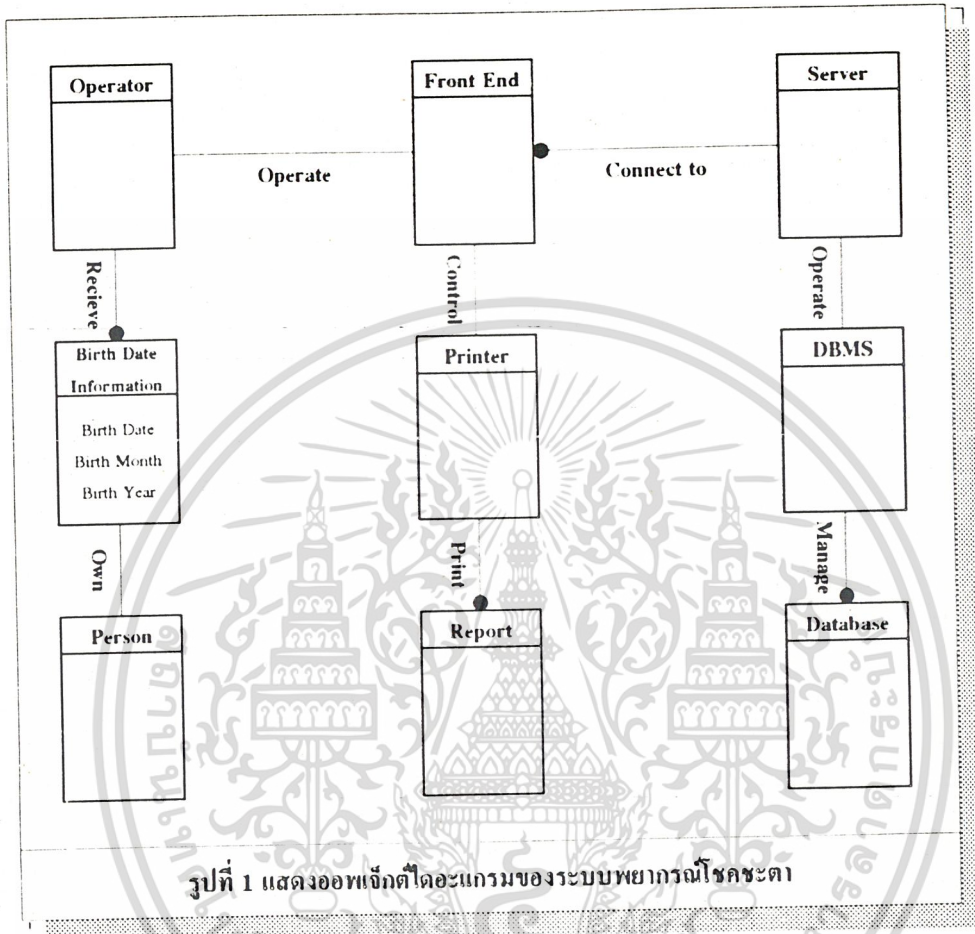 Operator
Front End
Server
Operate
Connect to
Recieve
Control
Operate
Birth Date
Information
Birth Date
Birth Month
Birth Year
Printer
DBMS
Own
Print
Manage
Person
Report
Database
รูปที่ 1 แสดงออพเจ็กต์ไดอะแกรมของระบบพยากรณ์โชคชะตา